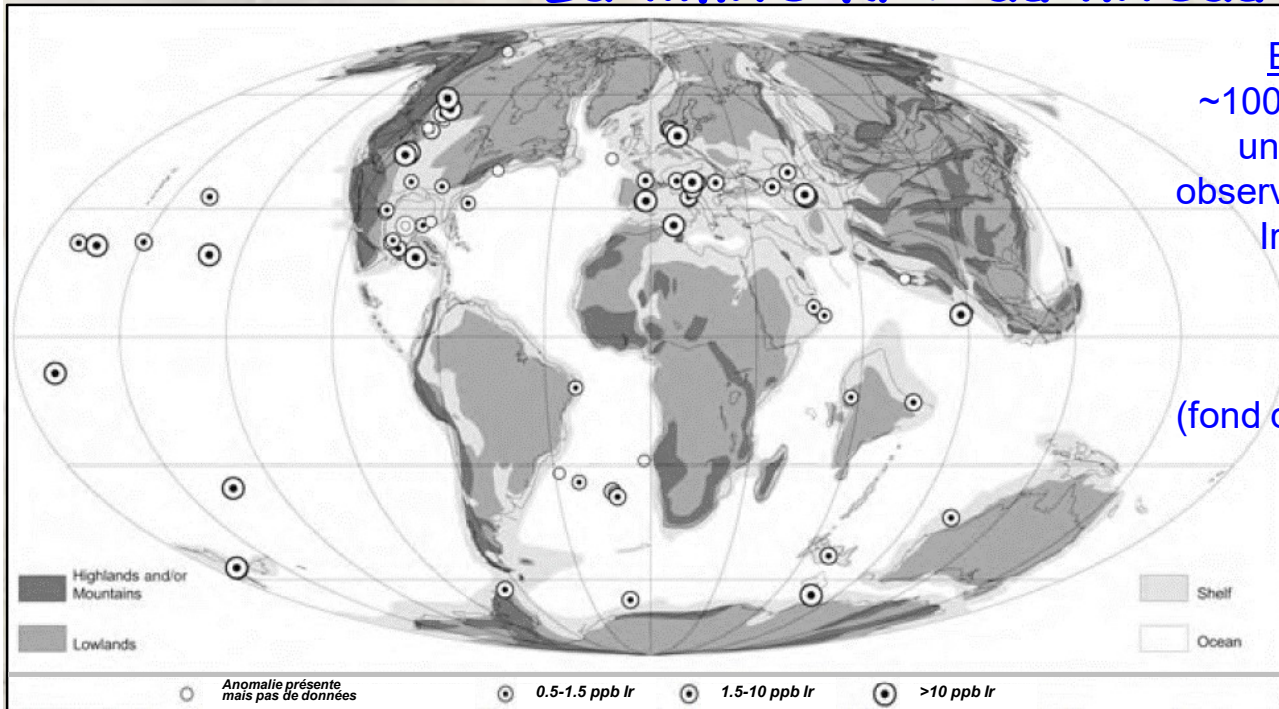 ~100
un
observ
In
(fond d
Highlands and/or
Mountains
Lowlands
Shelf
Ocean
Anomalie présente
mais pas de données
0.5-1.5 ppb Ir
1.5-10 ppb Ir
>10 ppb Ir